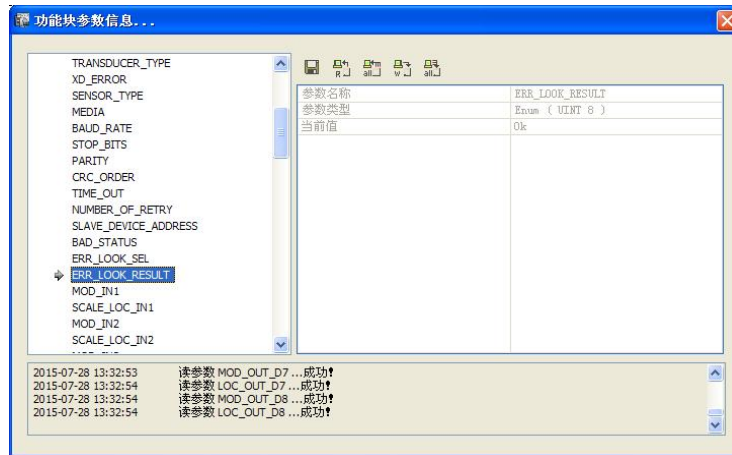 功能块参数信息...
TRANSDUCER_TYPE
XD_ERROR
SENSOR_TYPE
MEDIA
BAUD_RATE
STOP_BITS
PARITY
CRC_ORDER
TIME_OUT
NUMBER_OF_RETRY
SLAVE_DEVICE_ADDRESS
BAD_STATUS
ERR_LOOK_SEL
ERR_LOOK_RESULT
MOD_IN1
SCALE_LOC_IN1
MOD_IN2
SCALE_LOC_IN2
R all w all
参数名称 ERR_LOOK_RESULT
参数类型 Enum ( UINT 8 )
当前值 Ok
2015-07-28 13:32:53 读参数 MOD_OUT_D7 ...成功!
2015-07-28 13:32:54 读参数 LOC_OUT_D7 ...成功!
2015-07-28 13:32:54 读参数 MOD_OUT_D8 ...成功!
2015-07-28 13:32:54 读参数 LOC_OUT_D8 ...成功!